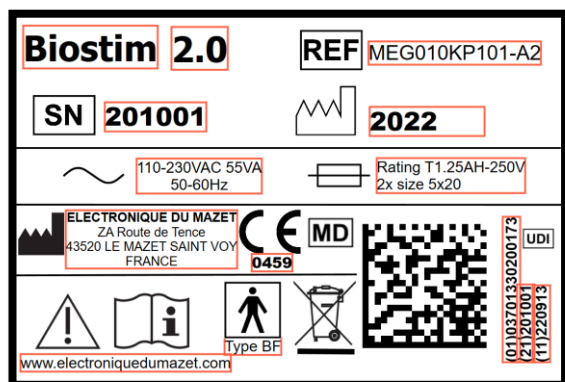 Biostim 2.0
REF MEG010KP101-A2
SN 201001
2022
110-230VAC 55VA
50-60Hz
Rating T1.25AH-250V
2x size 5x20
ELECTRONIQUE DU MAZET
ZA Route de Tence
43520 LE MAZET SAINT VOY
FRANCE
CE
0459
MD
UDI
(01)03701330200173
(21)201001
(11)220913
Type BF
www.electroniquedumazet.com